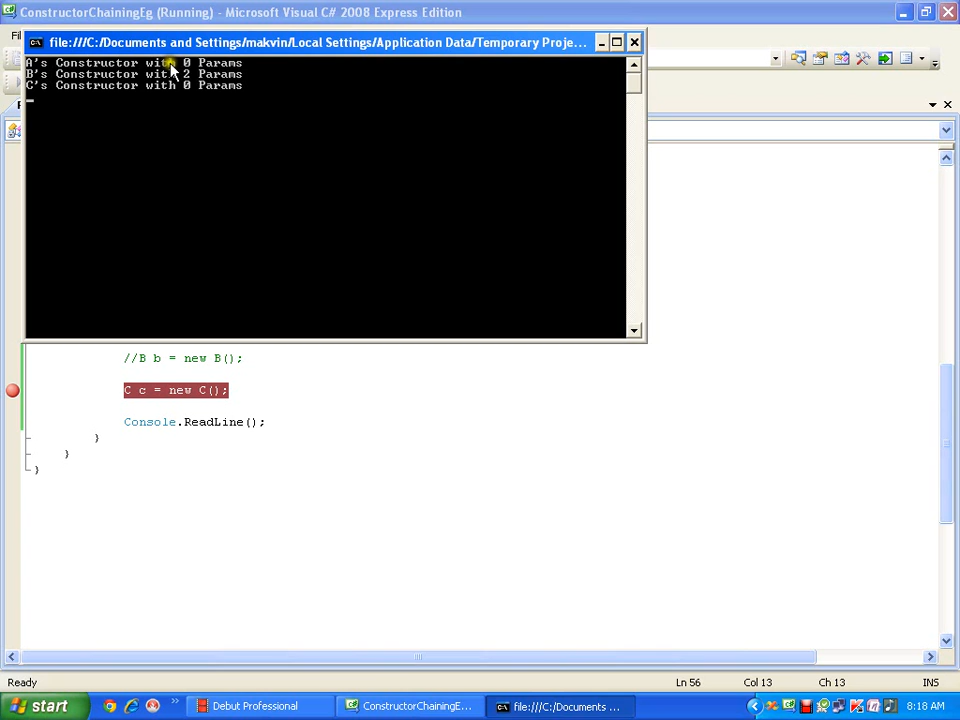 ConstructorChainingEg (Running) - Microsoft Visual C# 2008 Express Edition
file:///C:/Documents and Settings/makvin/Local Settings/Application Data/Temporary Proje...
A's Constructor with 0 Params
B's Constructor with 2 Params
C's Constructor with 0 Params
//B b = new B();
C c = new C();
Console.ReadLine();
}
}
}
Ready
Ln 56
Col 13
Ch 13
INS
start
Debut Professional
ConstructorChainingE...
file:///C:/Documents ...
8:18 AM